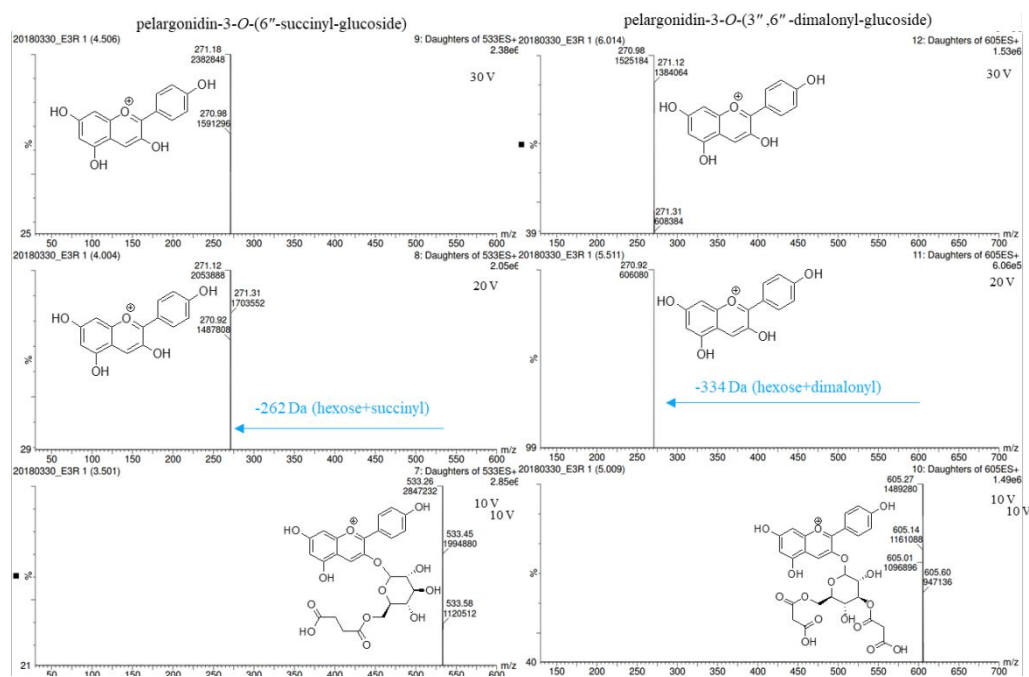 pelargonidin-3-O-(6″-succinyl-glucoside)
20180330_E3R 1 (4.506)
9: Daughters of 533ES+
271.18
2382848
2.38e6
30 V
270.98
1591296
OH
HO
O
⊕
OH
OH
%
25
50 100 150 200 250 300 350 400 450 500 550 600
m/z
20180330_E3R 1 (4.004)
8: Daughters of 533ES+
271.12
2053888
2.05e6
20 V
271.31
1703552
270.92
1487808
OH
HO
O
⊕
OH
OH
%
-262 Da (hexose+succinyl)
29
50 100 150 200 250 300 350 400 450 500 550 600
m/z
20180330_E3R 1 (3.501)
7: Daughters of 533ES+
533.26
2847232
2.85e6
10 V
10 V
533.45
1994880
533.58
1120512
OH
HO
O
⊕
OH
O
OH
O
OH
OH
O
O
HO
O
%
21
50 100 150 200 250 300 350 400 450 500 550 600
m/z
pelargonidin-3-O-(3″,6″-dimalonyl-glucoside)
20180330_E3R 1 (6.014)
12: Daughters of 605ES+
270.98
1525184
1.53e6
30 V
271.12
1384064
OH
HO
O
⊕
OH
OH
271.31
608384
%
39
50 100 150 200 250 300 350 400 450 500 550 600 650 700
m/z
20180330_E3R 1 (5.511)
11: Daughters of 605ES+
270.92
606080
6.06e5
20 V
OH
HO
O
⊕
OH
OH
%
-334 Da (hexose+dimalonyl)
99
50 100 150 200 250 300 350 400 450 500 550 600 650 700
m/z
20180330_E3R 1 (5.009)
10: Daughters of 605ES+
605.27
1489280
1.49e6
10 V
10 V
605.14
1161088
605.01
1096896
605.60
947136
OH
HO
O
⊕
OH
O
OH
O
O
O
OH
O
O
O
OH
O
OH
%
40
50 100 150 200 250 300 350 400 450 500 550 600 650 700
m/z